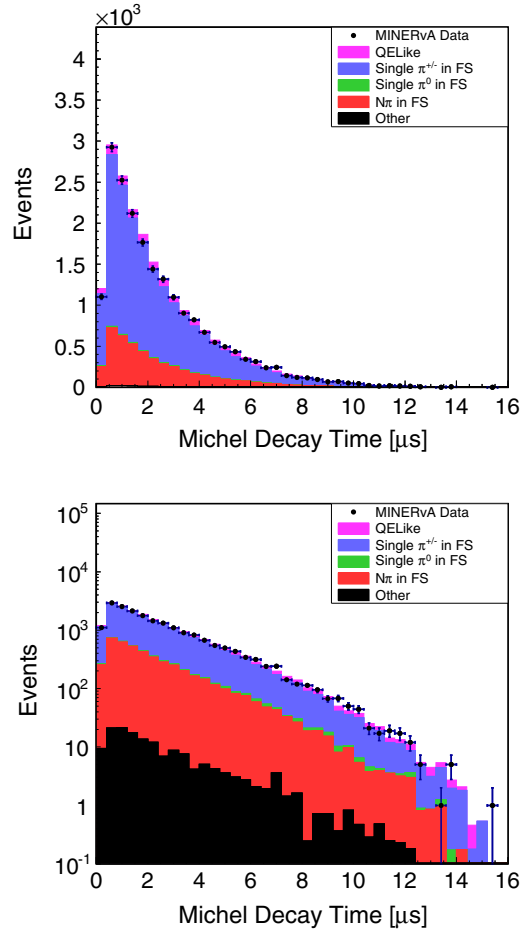 ×10³
MINERvA Data
QELike
Single π⁺/⁻ in FS
Single π⁰ in FS
Nπ in FS
Other
Events
4
3.5
3
2.5
2
1.5
1
0.5
0
0 2 4 6 8 10 12 14 16
Michel Decay Time [μs]
MINERvA Data
QELike
Single π⁺/⁻ in FS
Single π⁰ in FS
Nπ in FS
Other
Events
10⁵
10⁴
10³
10²
10
1
10⁻¹
0 2 4 6 8 10 12 14 16
Michel Decay Time [μs]